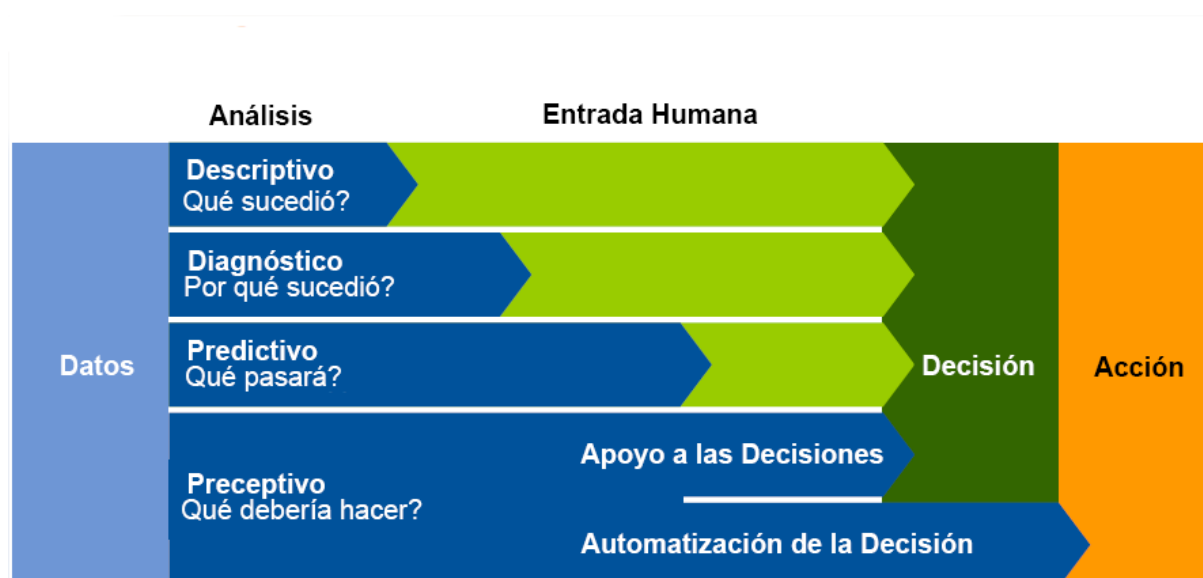 Análisis
Entrada Humana
Descriptivo
Qué sucedió?
Diagnóstico
Por qué sucedió?
Predictivo
Qué pasará?
Datos
Decisión
Acción
Apoyo a las Decisiones
Preceptivo
Qué debería hacer?
Automatización de la Decisión